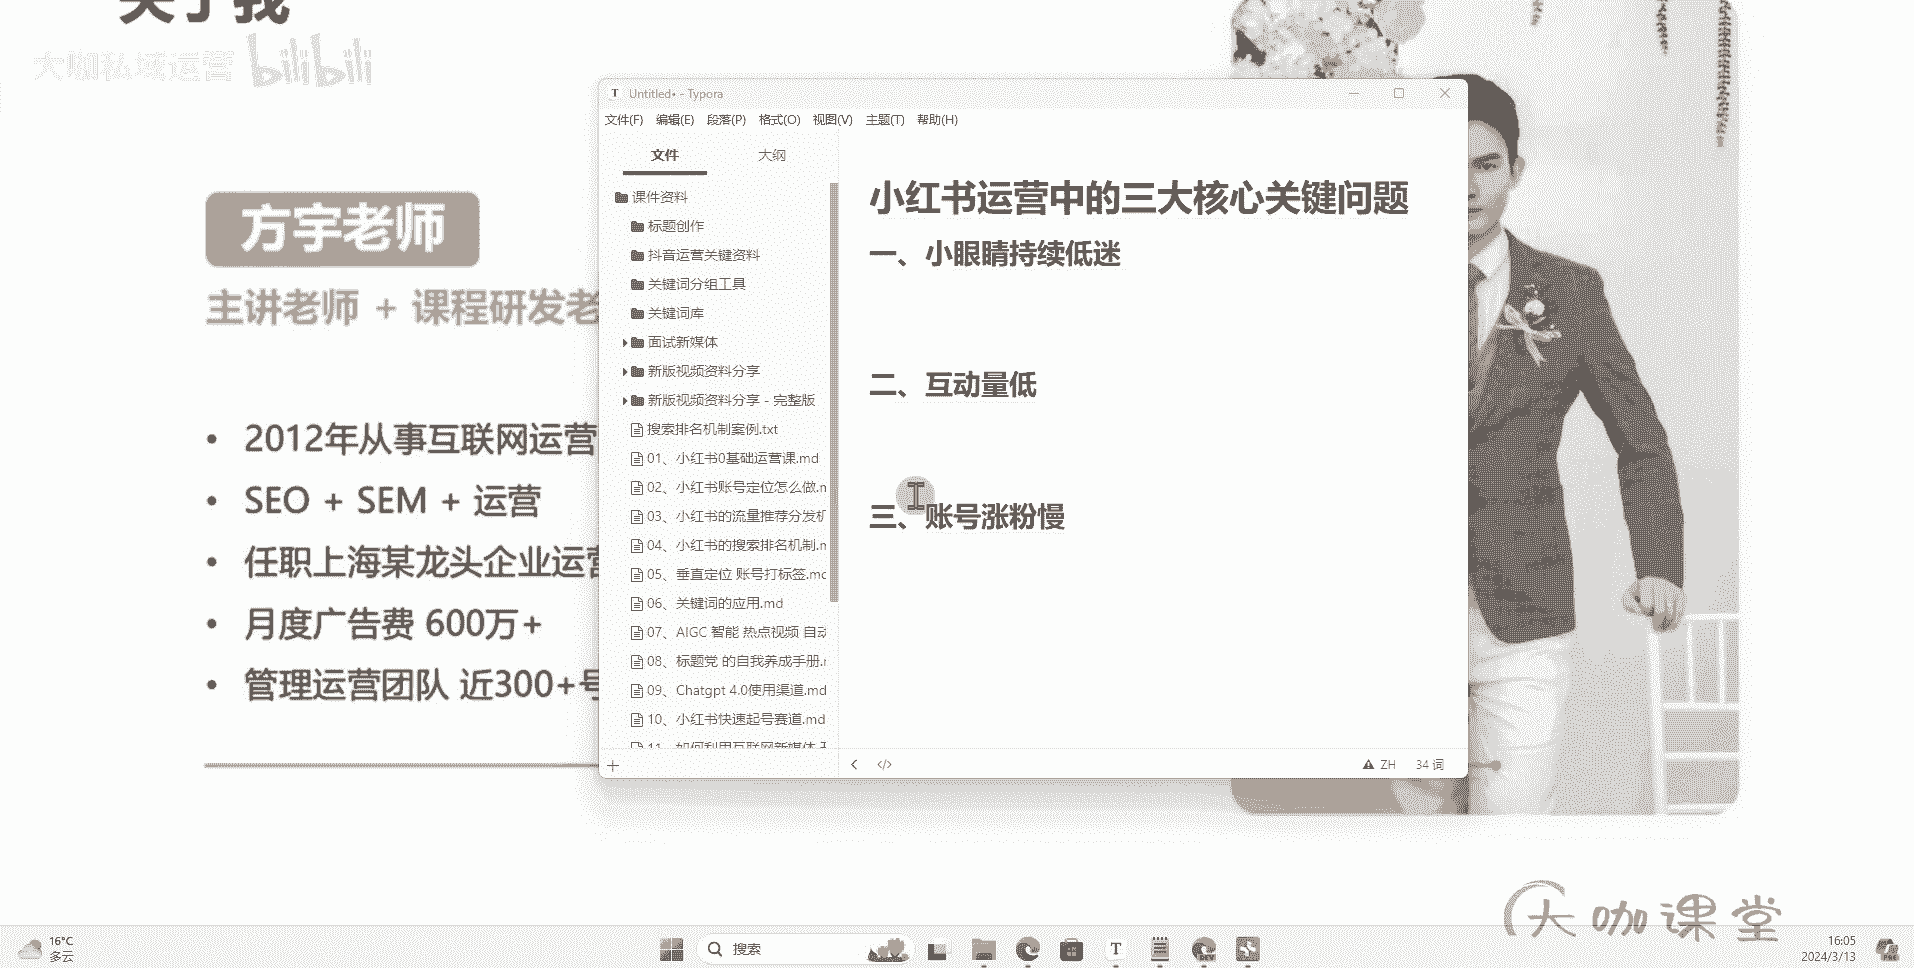 关于我
大咖私域运营 bilibili
方宇老师
主讲老师 + 课程研发老
2012年从事互联网运营
SEO + SEM + 运营
任职上海某龙头企业运营
月度广告费 600万+
管理运营团队 近300+号
Untitled• - Typora
文件(F) 编辑(E) 段落(P) 格式(O) 视图(V) 主题(T) 帮助(H)
文件 大纲
课件资料
标题创作
抖音运营关键资料
关键词分组工具
关键词库
面试新媒体
新版视频资料分享
新版视频资料分享 - 完整版
搜索排名机制案例.txt
01、小红书0基础运营课.md
02、小红书账号定位怎么做.m
03、小红书的流量推荐分发机
04、小红书的搜索排名机制.m
05、垂直定位 账号打标签.md
06、关键词的应用.md
07、AIGC 智能 热点视频 自动
08、标题党 的自我养成手册.m
09、Chatgpt 4.0使用渠道.md
10、小红书快速起号赛道.md
11、如何利用互联网新媒体
小红书运营中的三大核心关键问题
一、小眼睛持续低迷
二、互动量低
三、账号涨粉慢
</> ZH 34 词
大咖课堂
16°C
多云
搜索
16:05
2024/3/13